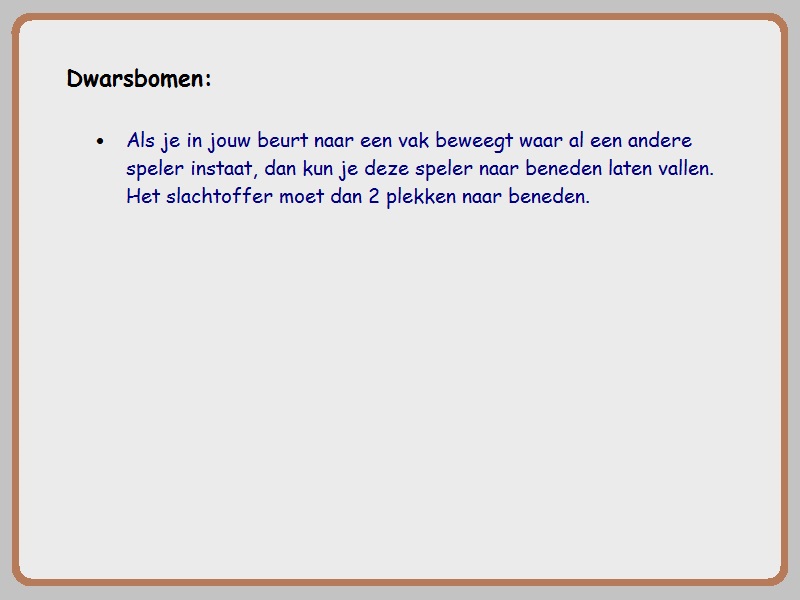 Dwarsbomen:
• Als je in jouw beurt naar een vak beweegt waar al een andere
speler instaat, dan kun je deze speler naar beneden laten vallen.
Het slachtoffer moet dan 2 plekken naar beneden.